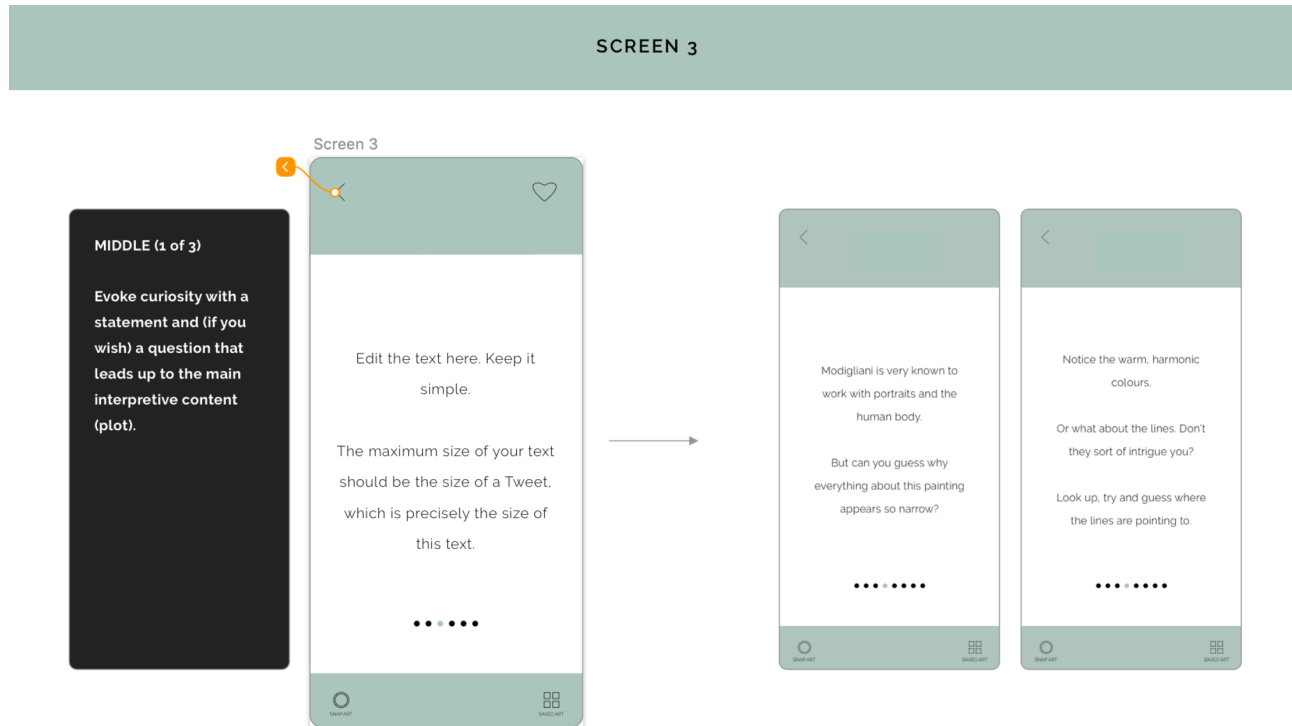 SCREEN 3
Screen 3
MIDDLE (1 of 3)
Evoke curiosity with a
statement and (if you
wish) a question that
leads up to the main
interpretive content
(plot).
Edit the text here. Keep it
simple.
The maximum size of your text
should be the size of a Tweet,
which is precisely the size of
this text.
SNAP ART
SAVED ART
Modigliani is very known to
work with portraits and the
human body.
But can you guess why
everything about this painting
appears so narrow?
SNAP ART
SAVED ART
Notice the warm, harmonic
colours.
Or what about the lines. Don't
they sort of intrigue you?
Look up, try and guess where
the lines are pointing to.
SNAP ART
SAVED ART